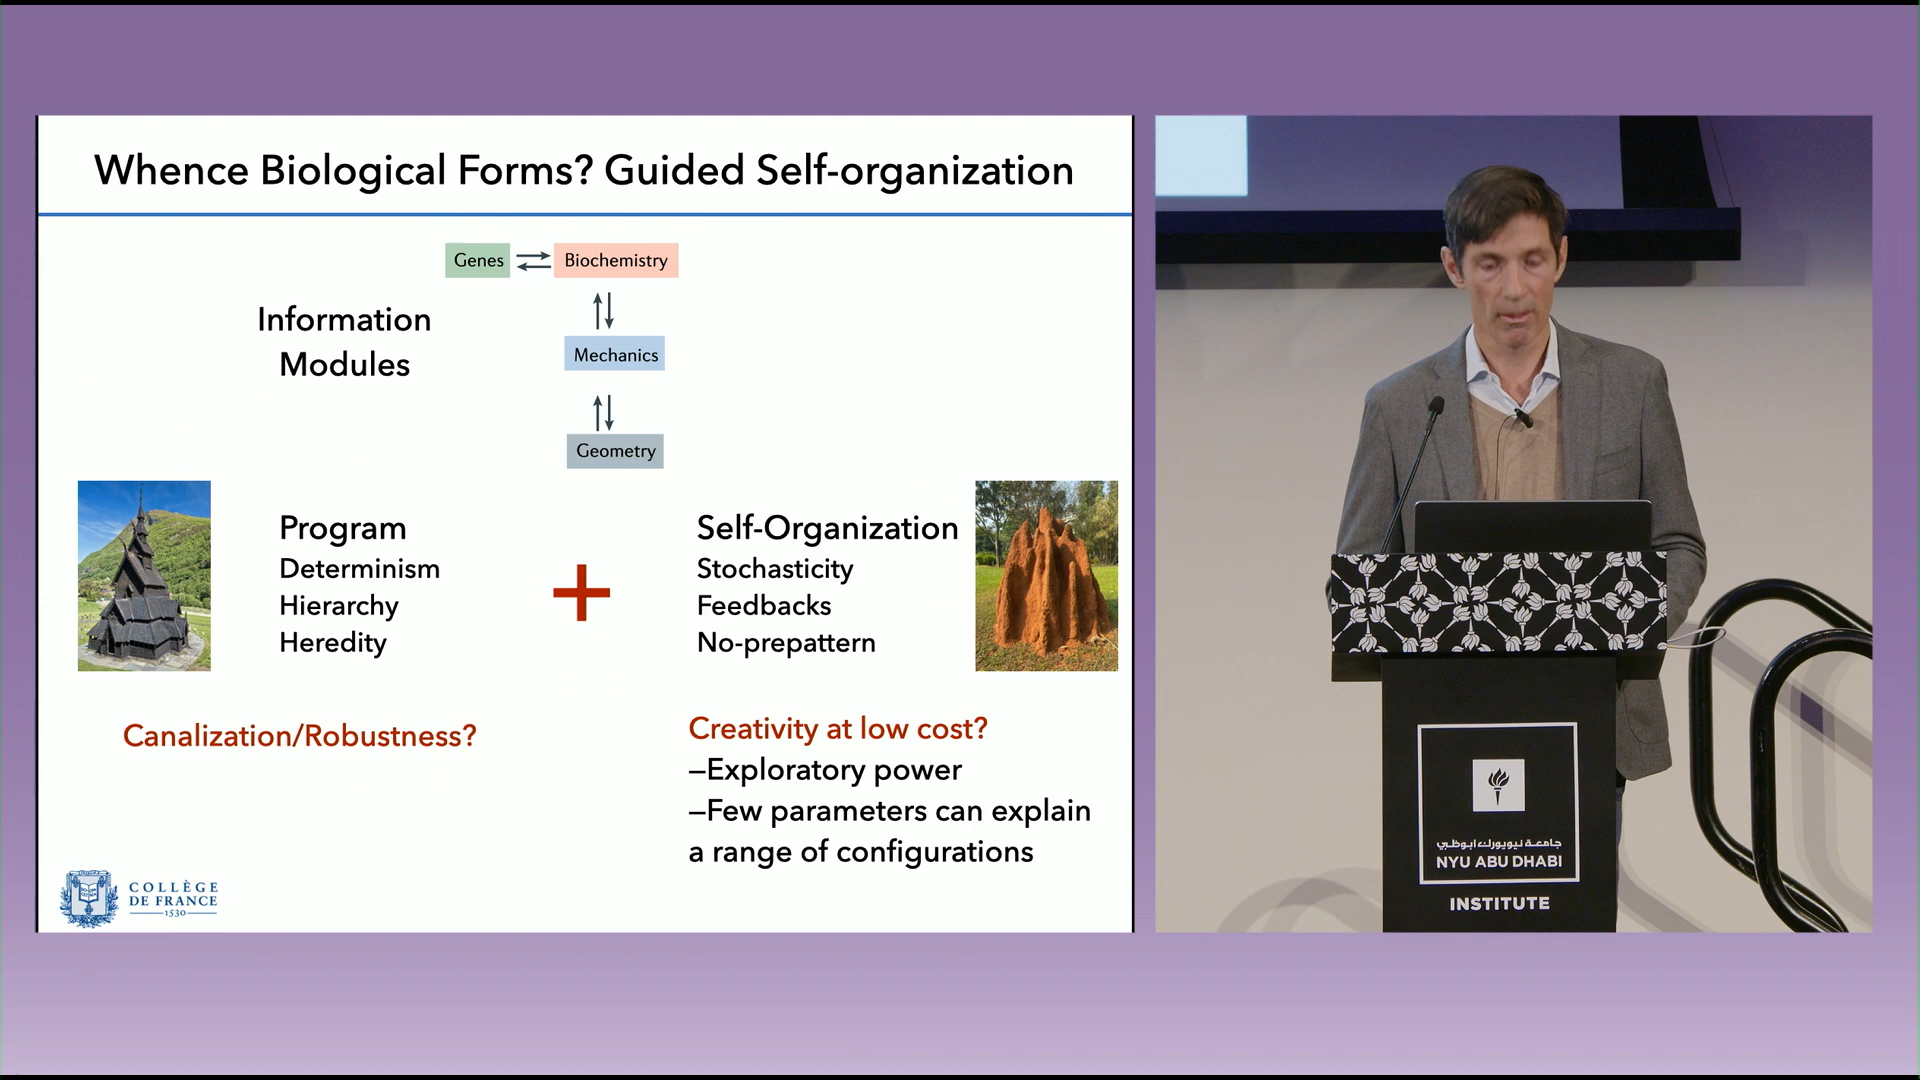 Whence Biological Forms? Guided Self-organization
Genes
Biochemistry
Information
Modules
Mechanics
Geometry
Program
Determinism
Hierarchy
Heredity
+
Self-Organization
Stochasticity
Feedbacks
No-prepattern
Canalization/Robustness?
Creativity at low cost?
–Exploratory power
–Few parameters can explain
a range of configurations
COLLÈGE
DE FRANCE
1530
جامعة نيويورك أبوظبي
NYU ABU DHABI
INSTITUTE